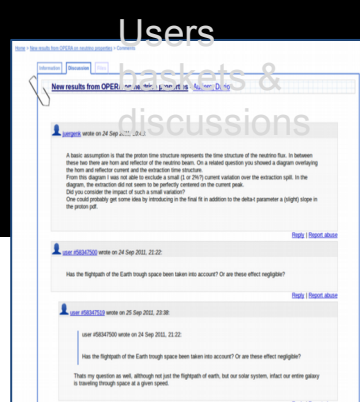 Users
baskets &
discussions
Home > New results from OPERA on neutrino properties > Comments
Information Discussion Files
New results from OPERA on neutrino properties -
juergenk wrote on 24 Sep 2011,
A basic assumption is that the proton time structure represents the time structure of the neutrino flux. In between
these two there are horn and reflector of the neutrino beam. On a related question you showed a diagram overlaying
the horn and reflector current and the extraction time structure.
From this diagram I was not able to exclude a small (1 or 2%?) current variation over the extraction spill. In the
diagram, the extraction did not seem to be perfectly centered on the current peak.
Did you consider the impact of such a small variation?
One could probably get some idea by introducing in the final fit in addition to the delta-t parameter a (slight) slope in
the proton pdf.
Reply | Report abuse
user #58347500 wrote on 24 Sep 2011, 21:22:
Has the flightpath of the Earth trough space been taken into account? Or are these effect negligible?
Reply | Report abuse
user #58347519 wrote on 25 Sep 2011, 23:38:
user #58347500 wrote on 24 Sep 2011, 21:22:
Has the flightpath of the Earth trough space been taken into account? Or are these effect negligible?
Thats my question as well, allthough not just the flightpath of earth, but our solar system, infact our entire galaxy
is traveling through space at a given speed.